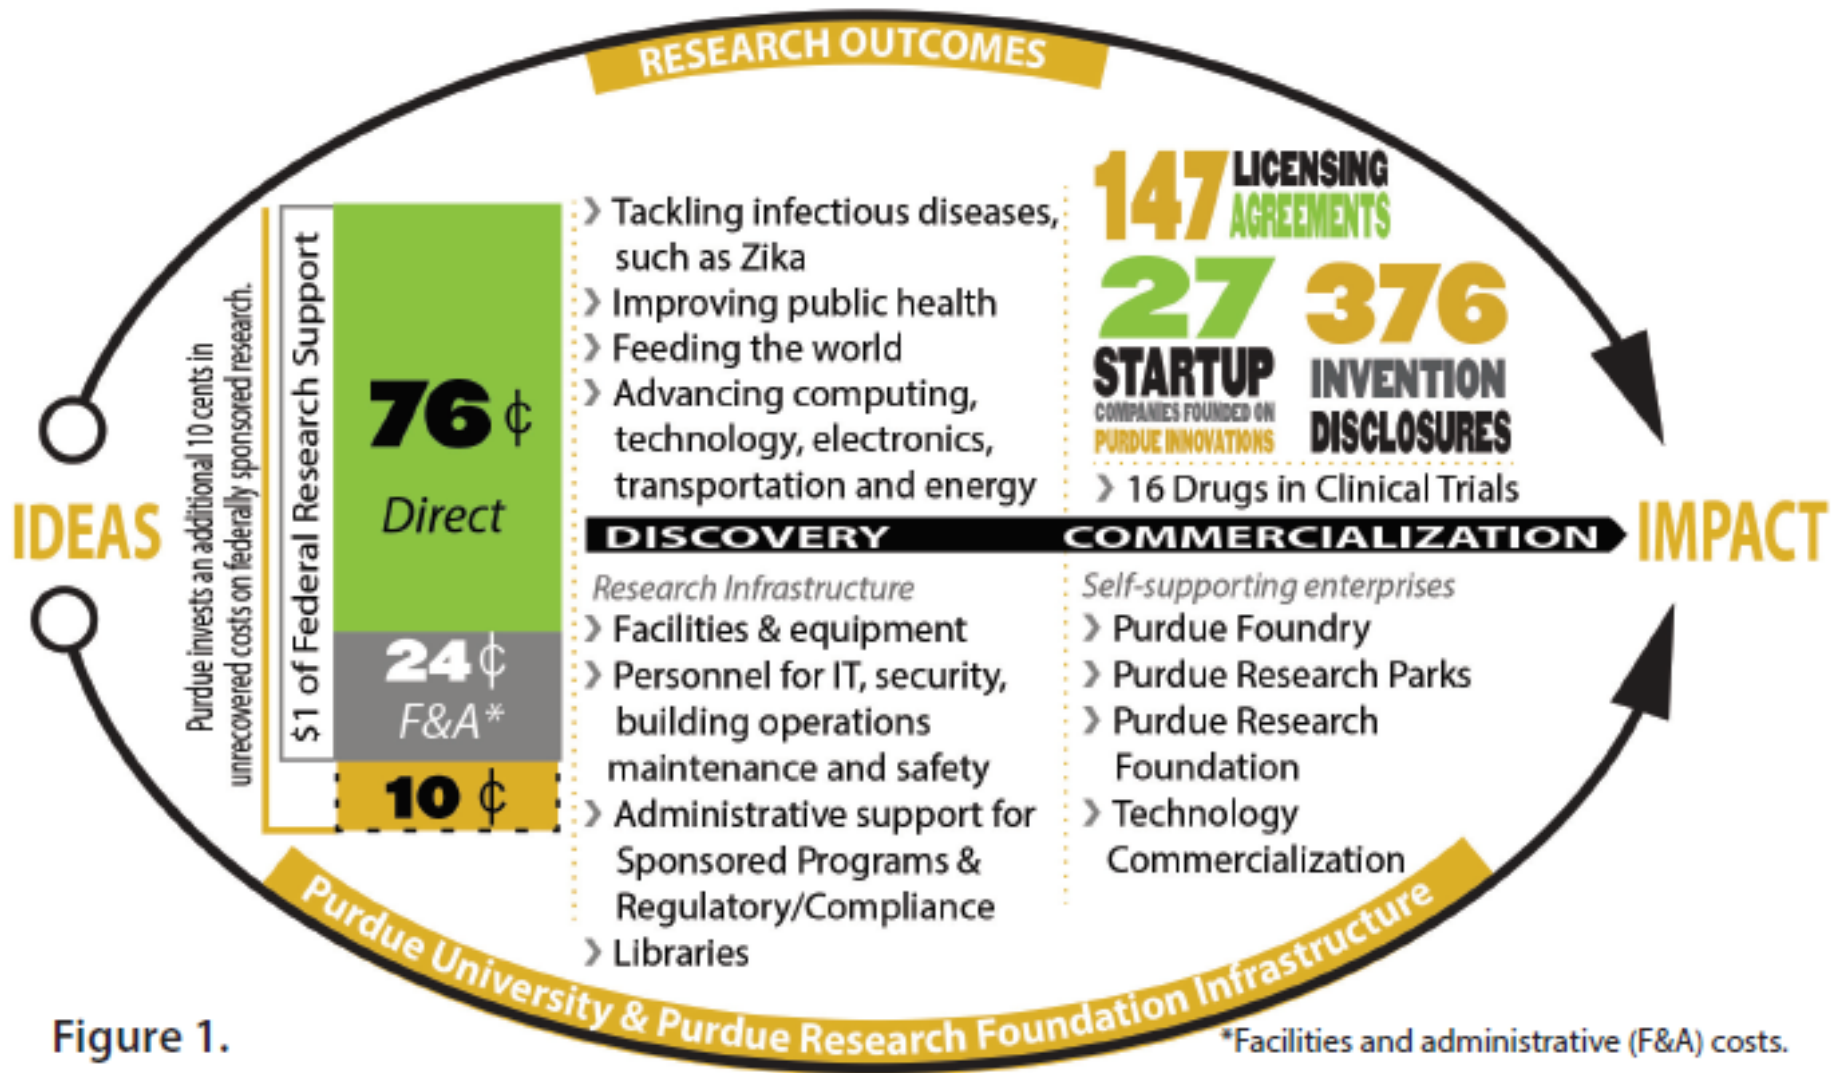 RESEARCH OUTCOMES
IDEAS
Purdue invests an additional 10 cents in
unrecovered costs on federally sponsored research.
$1 of Federal Research Support
76 ¢
Direct
24 ¢
F&A*
10 ¢
❯ Tackling infectious diseases,
such as Zika
❯ Improving public health
❯ Feeding the world
❯ Advancing computing,
technology, electronics,
transportation and energy
147 LICENSING
AGREEMENTS
27
STARTUP
COMPANIES FOUNDED ON
PURDUE INNOVATIONS
376
INVENTION
DISCLOSURES
❯ 16 Drugs in Clinical Trials
DISCOVERY COMMERCIALIZATION
IMPACT
Research Infrastructure
❯ Facilities & equipment
❯ Personnel for IT, security,
building operations
maintenance and safety
❯ Administrative support for
Sponsored Programs &
Regulatory/Compliance
❯ Libraries
Self-supporting enterprises
❯ Purdue Foundry
❯ Purdue Research Parks
❯ Purdue Research
Foundation
❯ Technology
Commercialization
Purdue University & Purdue Research Foundation Infrastructure
Figure 1.
*Facilities and administrative (F&A) costs.